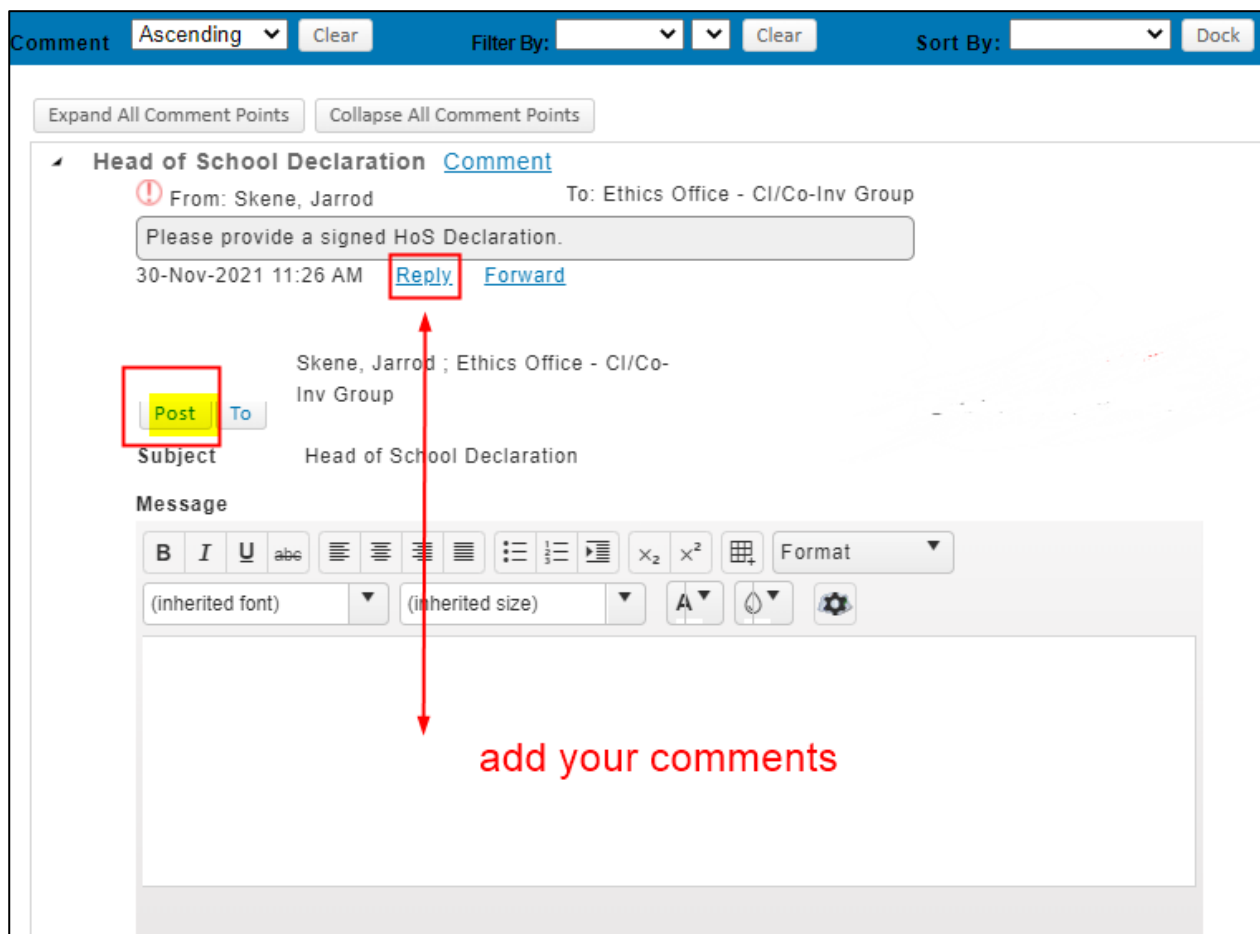 Comment Ascending Clear Filter By: Clear Sort By: Dock
Expand All Comment Points Collapse All Comment Points
Head of School Declaration Comment
From: Skene, Jarrod To: Ethics Office - CI/Co-Inv Group
Please provide a signed HoS Declaration.
30-Nov-2021 11:26 AM Reply Forward
Skene, Jarrod ; Ethics Office - CI/Co-
Inv Group
Post To
Subject Head of School Declaration
Message
B I U abc x₂ x² Format
(inherited font) (inherited size) A
add your comments